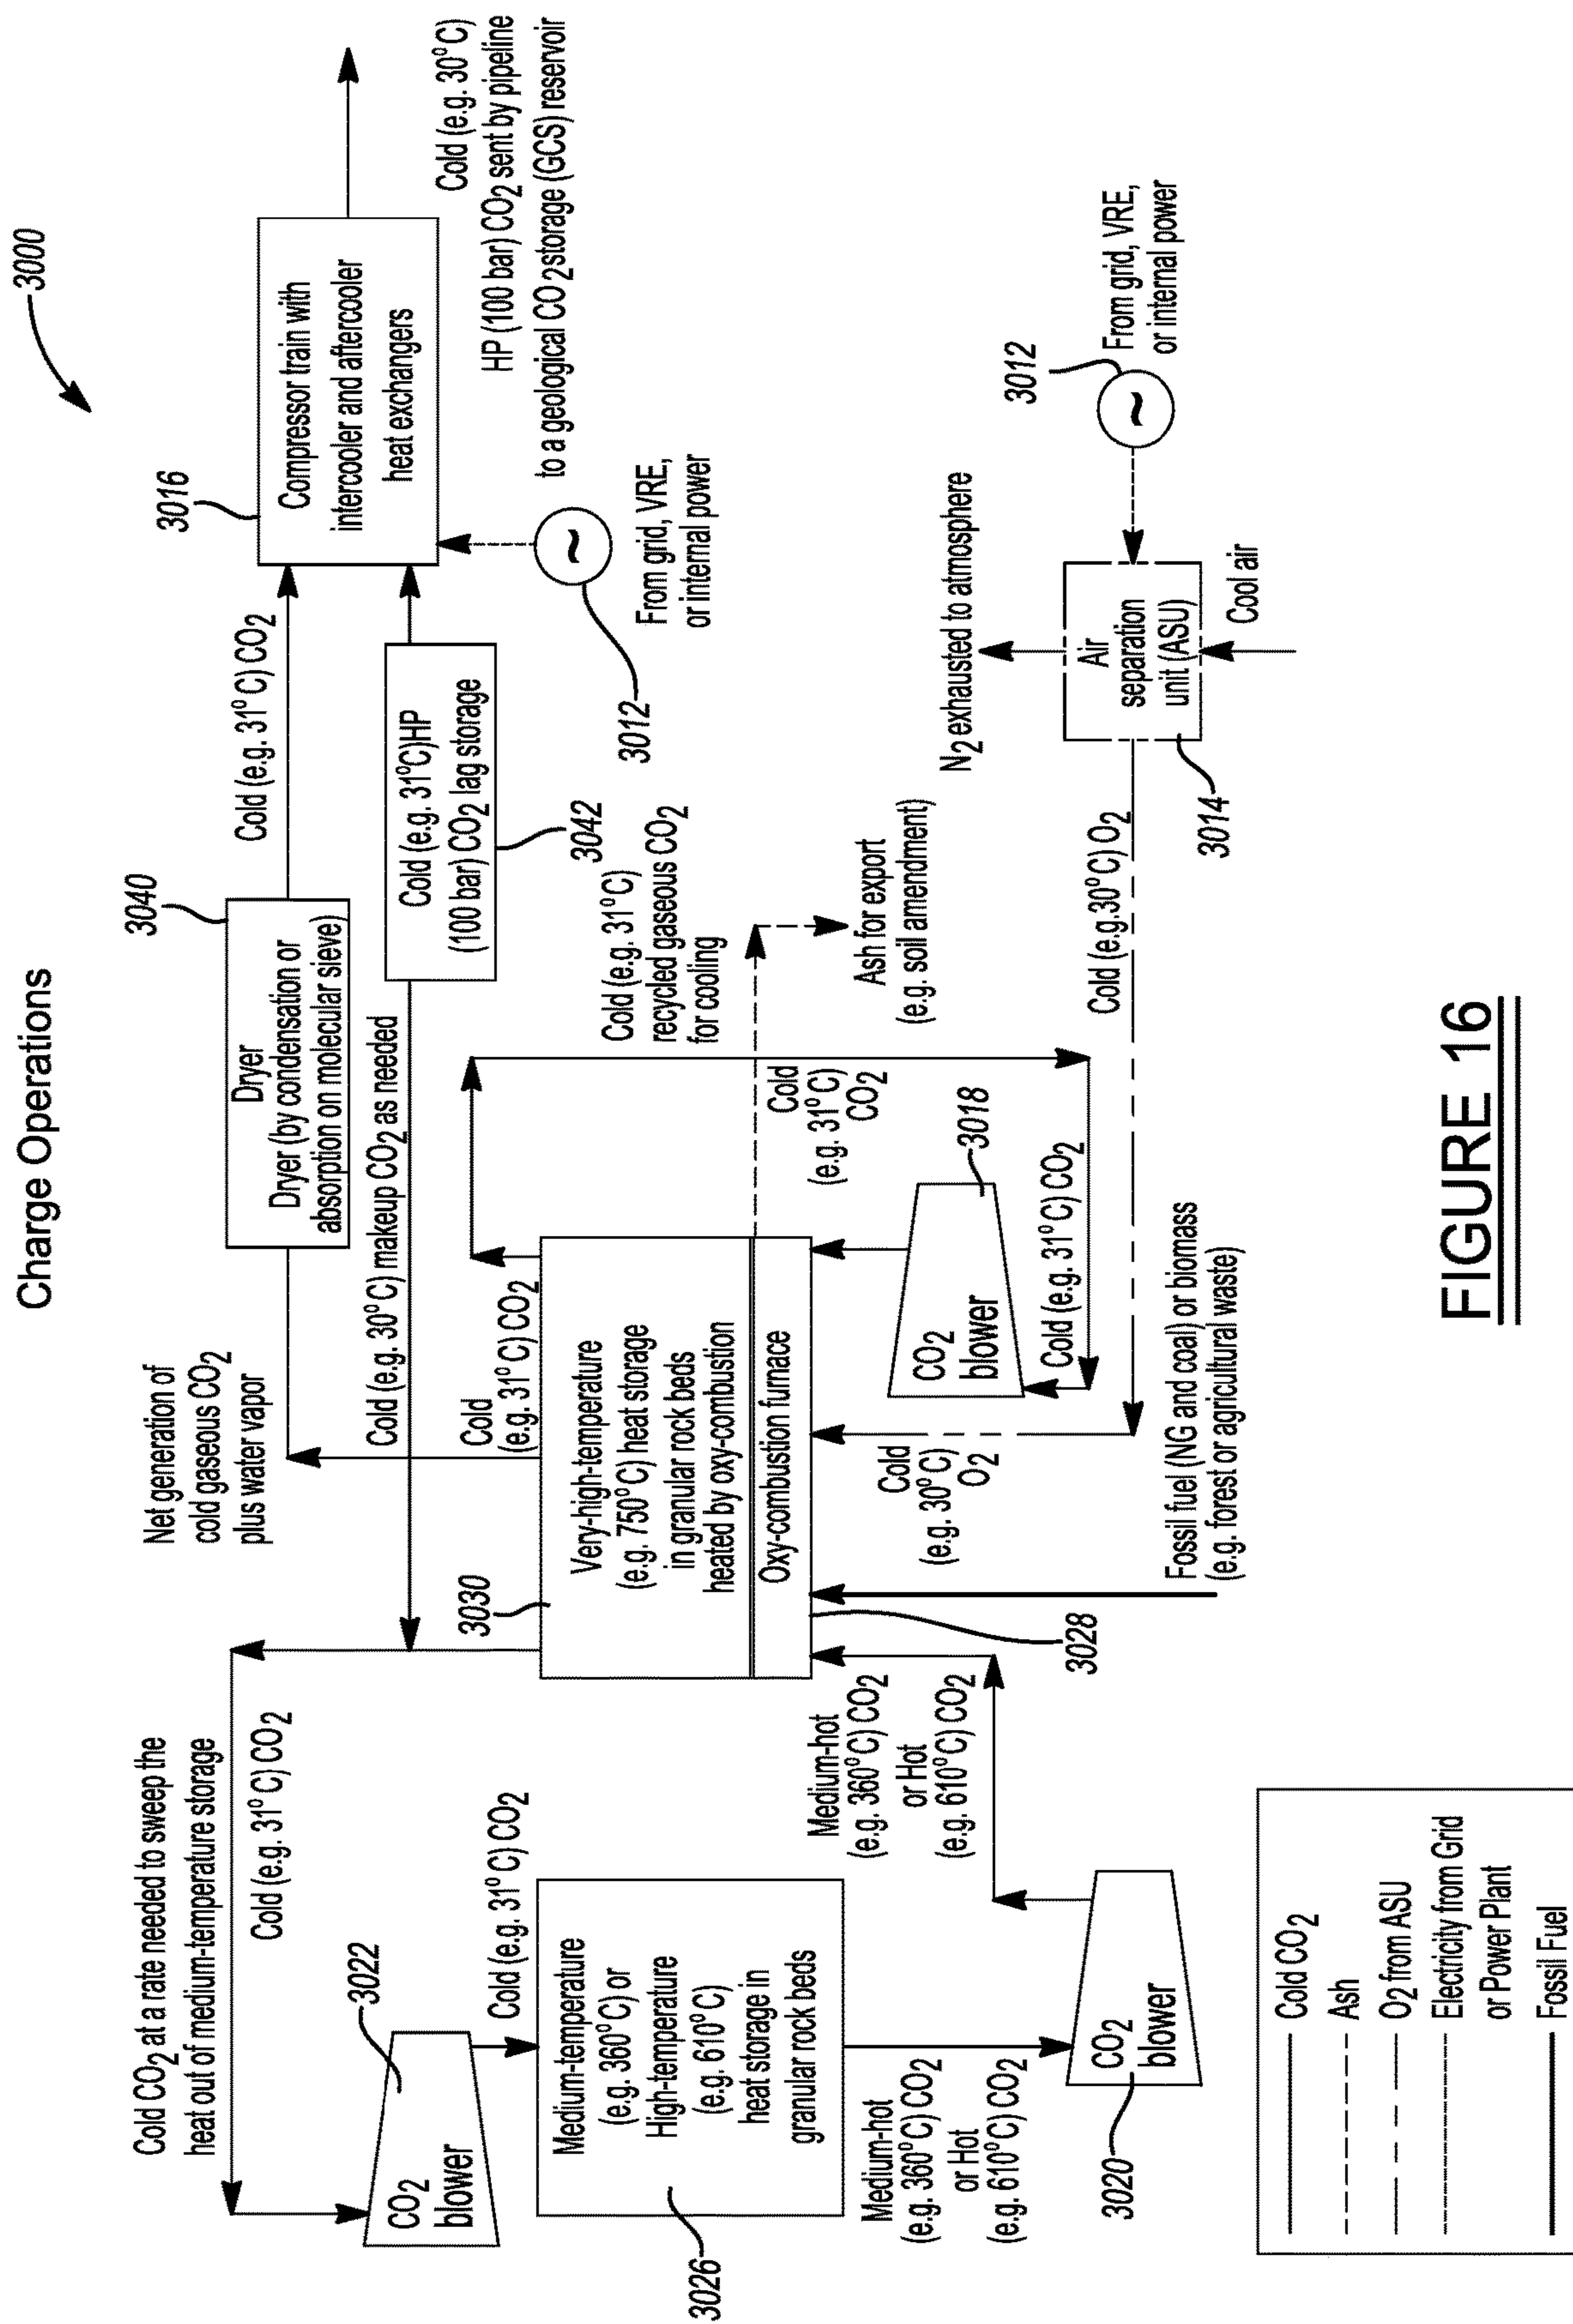 Charge Operations
3000
Cold CO2 at a rate needed to sweep the
heat out of medium-temperature storage
Cold (e.g. 31°C) CO2
Net generation of
cold gaseous CO2
plus water vapor
3040
Dryer
Dryer (by condensation or
absorption on molecular sieve)
Cold (e.g. 31°C) CO2
3016
Compressor train with
intercooler and aftercooler
heat exchangers
Cold (e.g. 30°C)
HP (100 bar) CO2 sent by pipeline
to a geological CO2storage (GCS) reservoir
Cold (e.g. 30°C) makeup CO2 as needed
Cold (e.g. 31°C)HP
(100 bar) CO2 lag storage
3042
3012
~
From grid, VRE,
or internal power
3022
CO2
blower
Cold (e.g. 31°C) CO2
3030
Cold
(e.g. 31°C) CO2
Cold (e.g. 31°C)
recycled gaseous CO2
for cooling
Medium-temperature
(e.g. 360°C) or
High-temperature
(e.g. 610°C)
heat storage in
granular rock beds
3026
Very-high-temperature
(e.g. 750°C) heat storage
in granular rock beds
heated by oxy-combustion
Oxy-combustion furnace
3028
Cold
(e.g. 31°C)
CO2
Ash for export
(e.g. soil amendment)
3018
CO2
blower
Cold (e.g. 31°C) CO2
Medium-hot
(e.g. 360°C) CO2
or Hot
(e.g. 610°C) CO2
Medium-hot
(e.g. 360°C) CO2
or Hot
(e.g. 610°C) CO2
3020
CO2
blower
Cold
(e.g. 30°C)
O2
Cold (e.g.30°C) O2
Fossil fuel (NG and coal) or biomass
(e.g. forest or agricultural waste)
N2 exhausted to atmosphere
Air
separation
unit (ASU)
3014
Cool air
3012
~
From grid, VRE,
or internal power
Cold CO2
Ash
O2 from ASU
Electricity from Grid
or Power Plant
Fossil Fuel
FIGURE 16